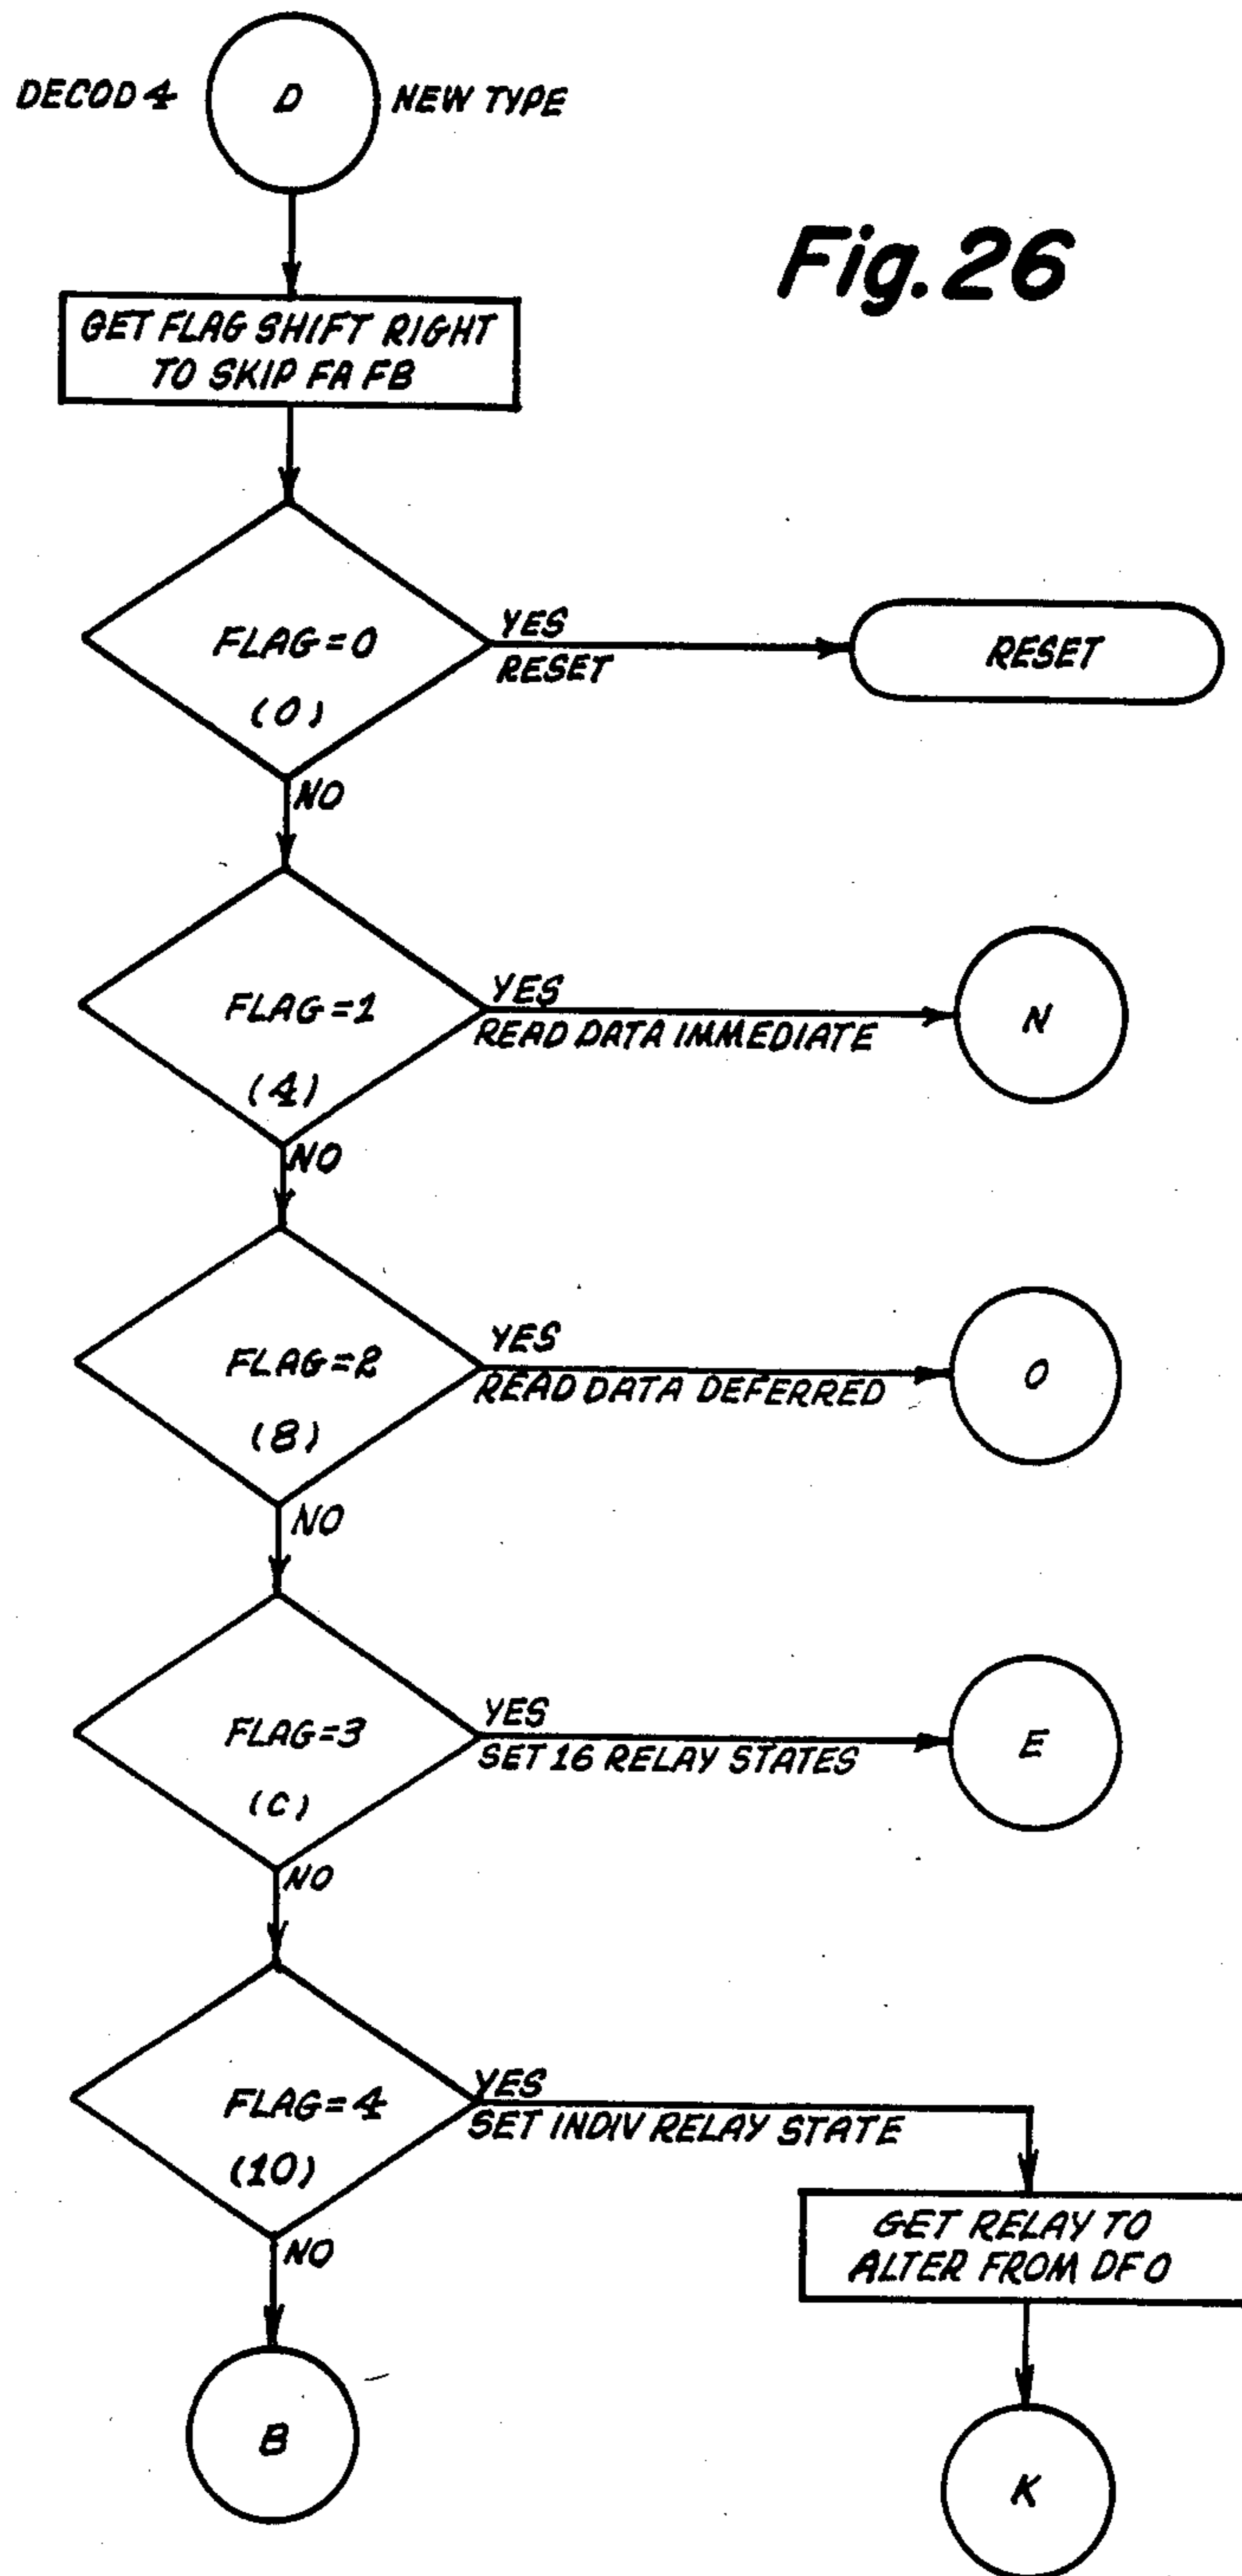 DECOD 4
D
NEW TYPE
Fig. 26
GET FLAG SHIFT RIGHT
TO SKIP FA FB
FLAG=0
(0)
YES
RESET
RESET
NO
FLAG=1
(4)
YES
READ DATA IMMEDIATE
N
NO
FLAG=2
(8)
YES
READ DATA DEFERRED
O
NO
FLAG=3
(C)
YES
SET 16 RELAY STATES
E
NO
FLAG=4
(10)
YES
SET INDIV RELAY STATE
GET RELAY TO
ALTER FROM DF0
K
NO
B